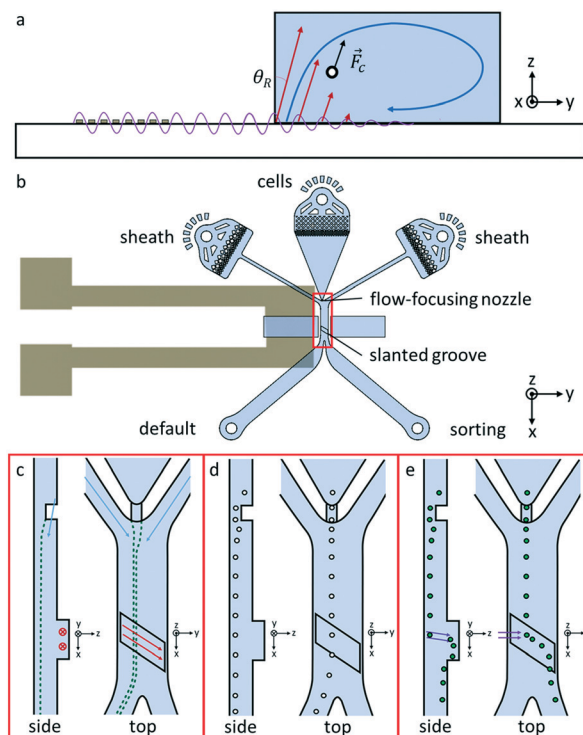 a
θR
F⃗c
z
x
y
b
cells
sheath
sheath
flow-focusing nozzle
slanted groove
default
sorting
z
y
x
c
d
e
y
z
x
z
y
x
y
z
x
z
y
x
y
z
x
z
y
x
side
top
side
top
side
top